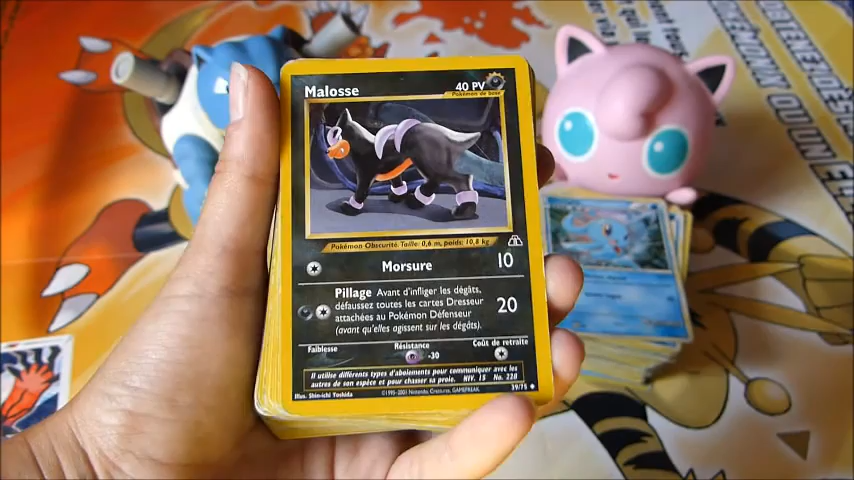 Malosse
40 PV
Pokémon de base
Pokémon Obscurité. Taille: 0,6 m, poids: 10,8 kg
Morsure 10
Pillage Avant d'infliger les dégâts,
défaussez toutes les cartes Dresseur
attachées au Pokémon Défenseur
(avant qu'elles agissent sur les dégâts).
20
Faiblesse Résistance Coût de retraite
-30
Il utilise différents types d'aboiements pour communiquer avec les
autres de son espèce et pour chasser sa proie. NIV. 15 No. 228
Illus. Shin-ichi Yoshida ©1995-2001 Nintendo, Creatures, GAMEFREAK. 39/75
OBTENEZ
POKÉMON